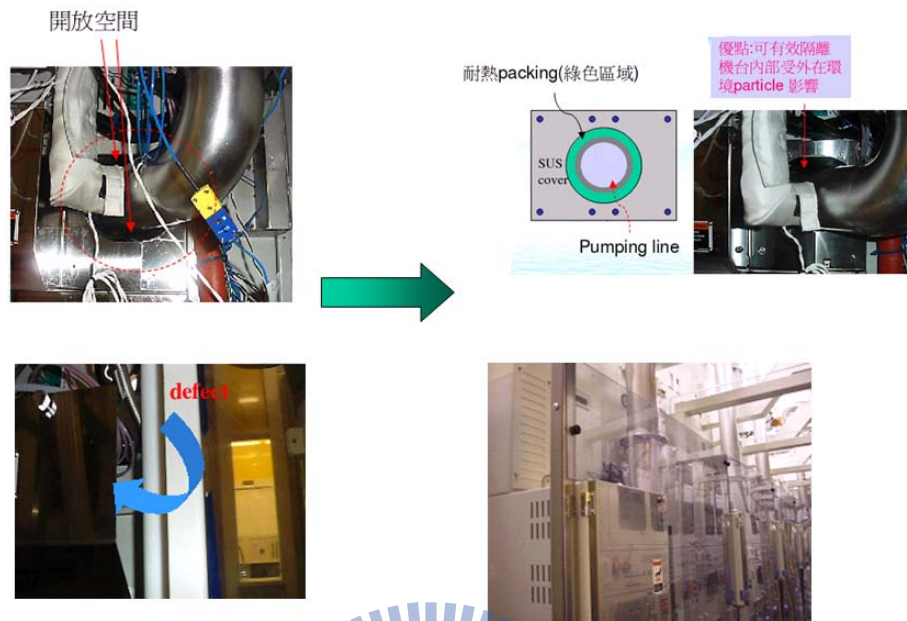 開放空間
優點:可有效隔離
機台內部受外在環
境particle 影響
耐熱packing(綠色區域)
SUS
cover
Pumping line
defect